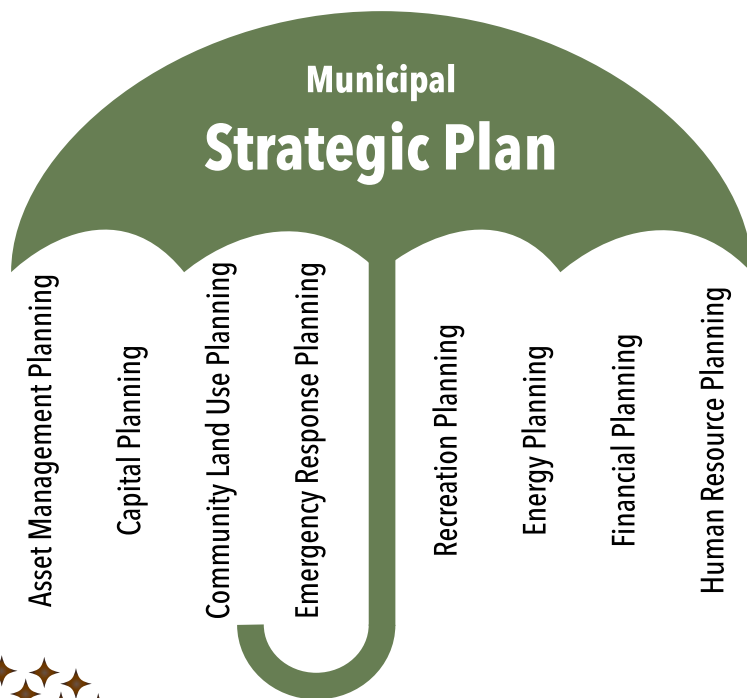 Municipal
Strategic Plan
Asset Management Planning
Capital Planning
Community Land Use Planning
Emergency Response Planning
Recreation Planning
Energy Planning
Financial Planning
Human Resource Planning